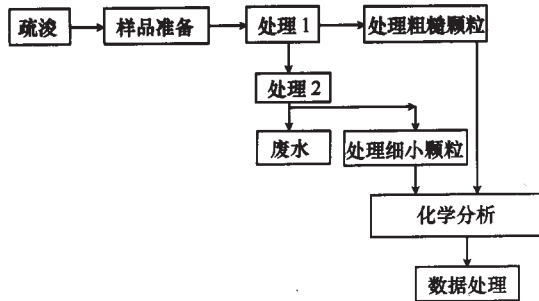 疏浚
样品准备
处理1
处理粗糙颗粒
处理2
废水
处理细小颗粒
化学分析
数据处理